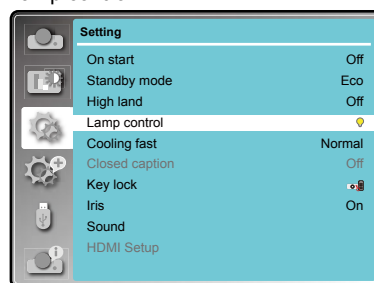 Setting
On start Off
Standby mode Eco
High land Off
Lamp control
Cooling fast Normal
Closed caption Off
Key lock
Iris On
Sound
HDMI Setup